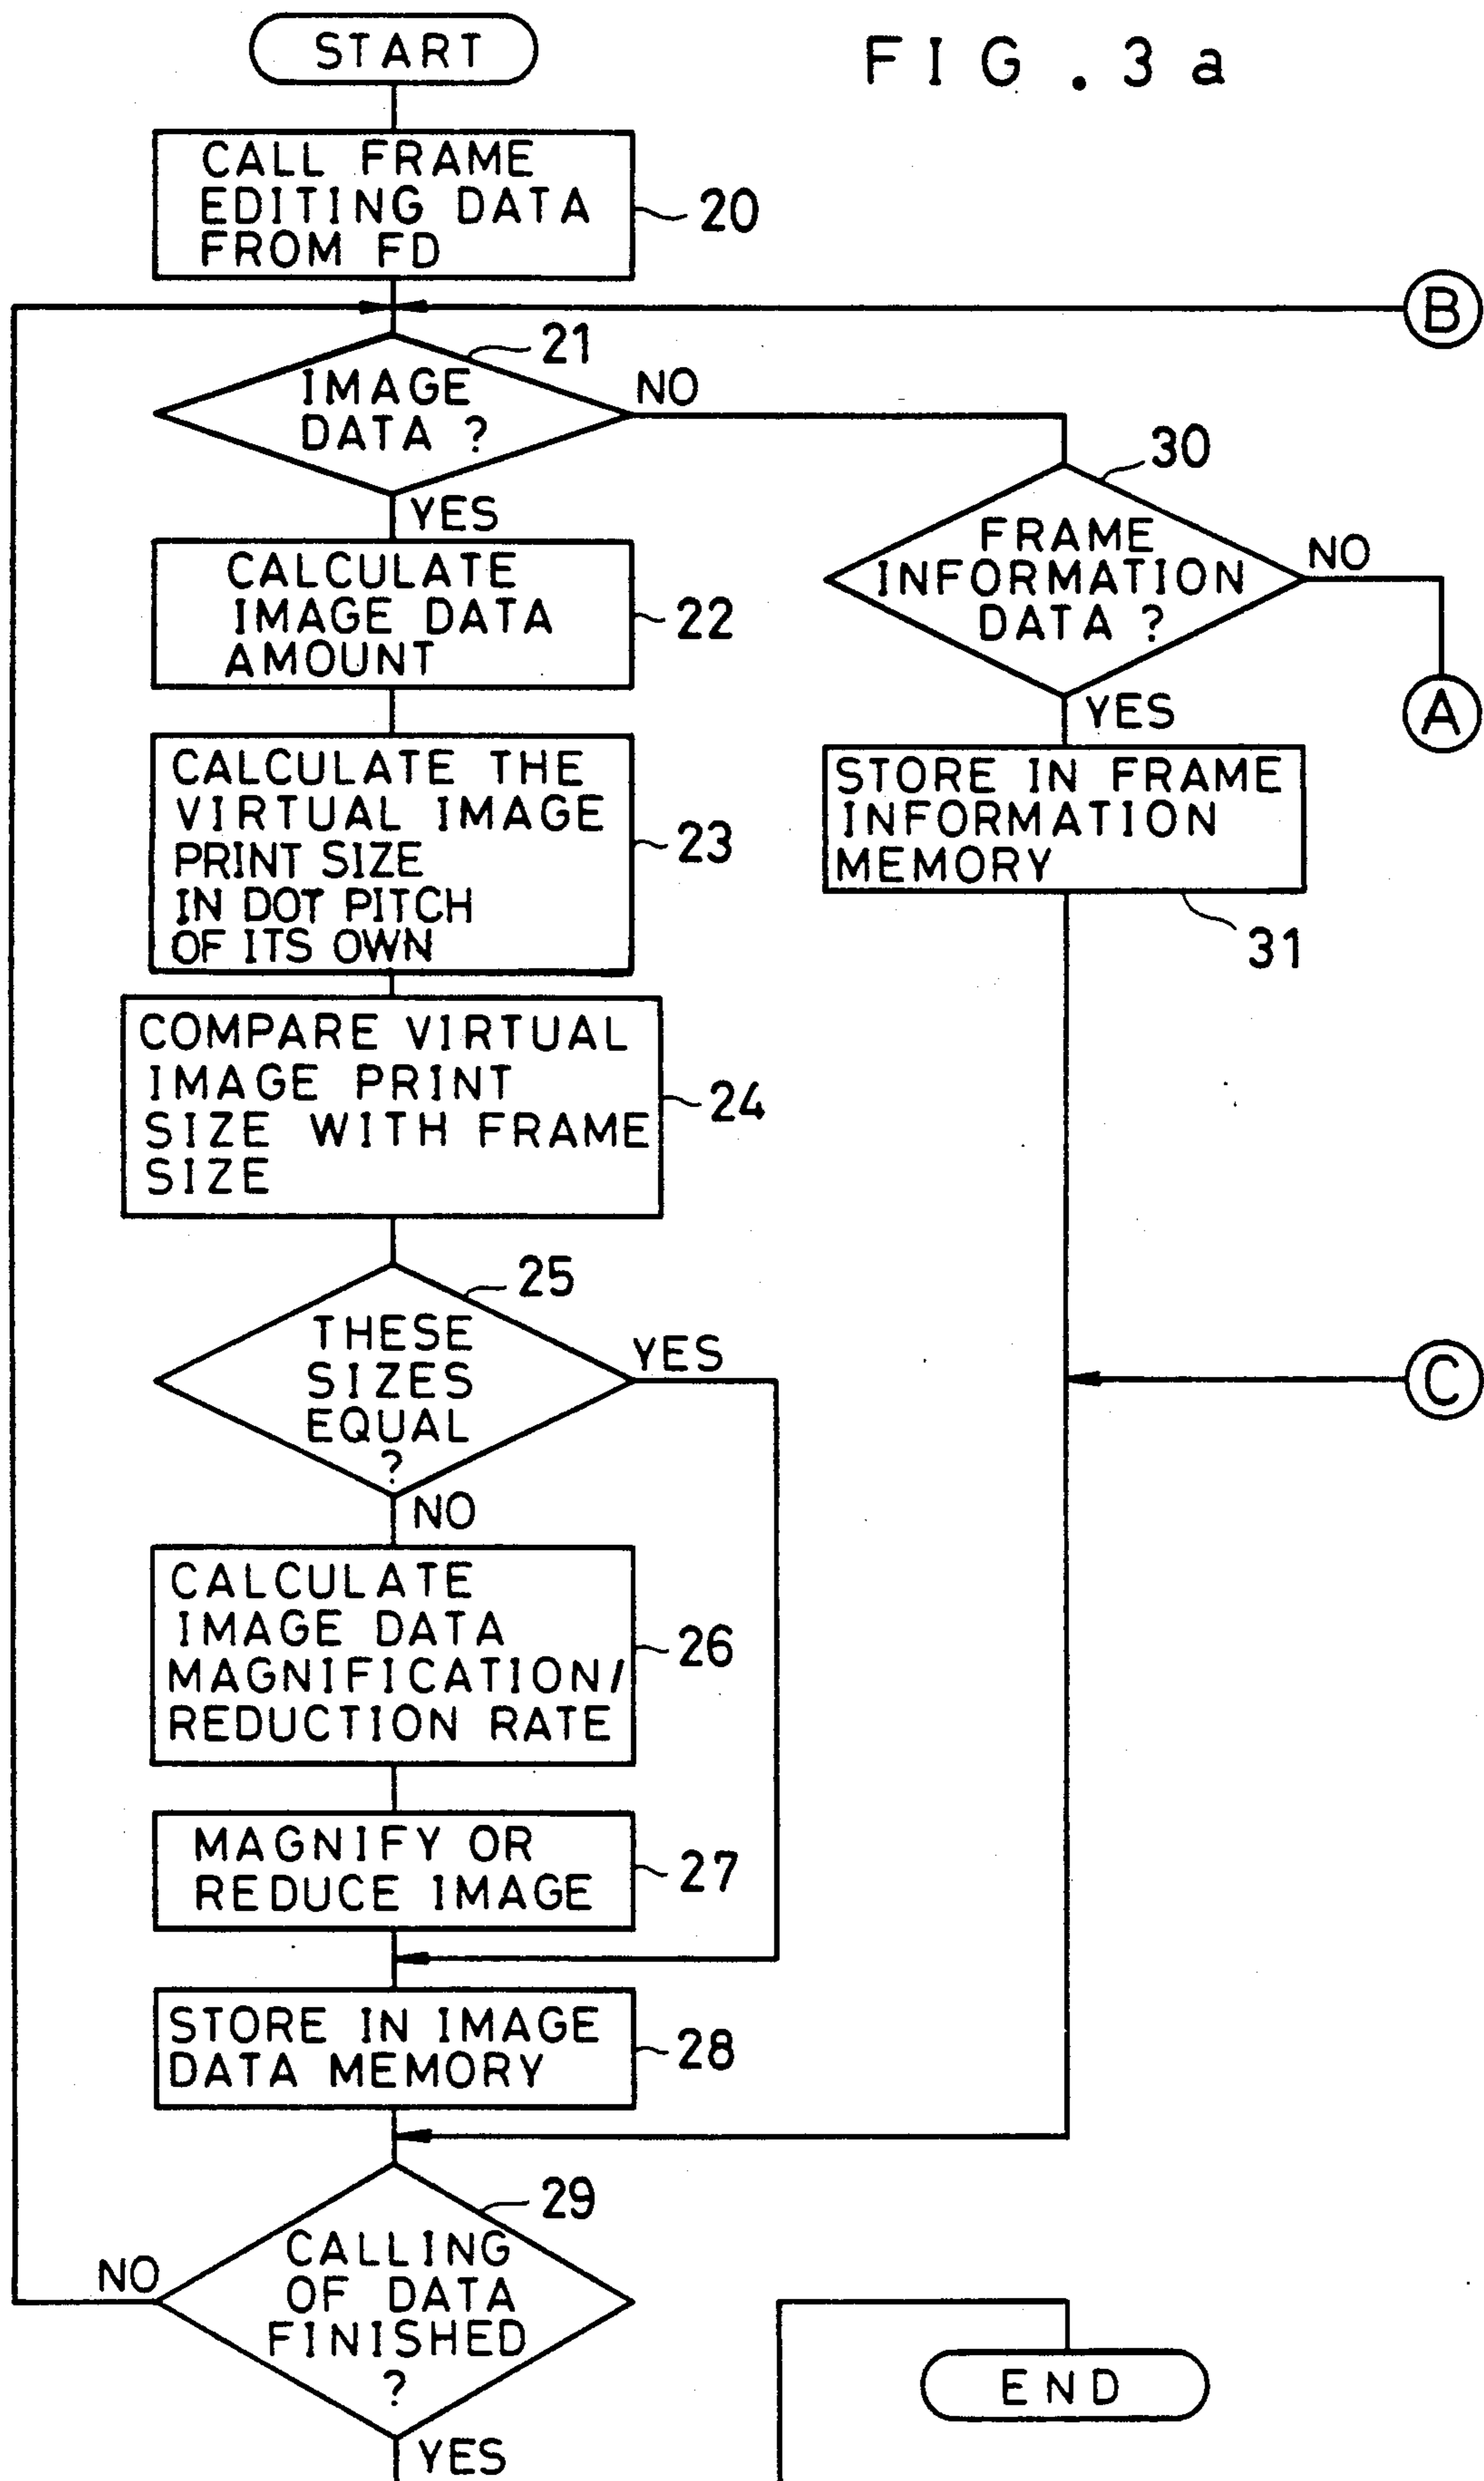 START
FIG. 3a
CALL FRAME
EDITING DATA
FROM FD
20
B
21
IMAGE
DATA ?
NO
YES
30
FRAME
INFORMATION
DATA ?
NO
A
YES
CALCULATE
IMAGE DATA
AMOUNT
22
STORE IN FRAME
INFORMATION
MEMORY
31
CALCULATE THE
VIRTUAL IMAGE
PRINT SIZE
IN DOT PITCH
OF ITS OWN
23
COMPARE VIRTUAL
IMAGE PRINT
SIZE WITH FRAME
SIZE
24
25
THESE
SIZES
EQUAL
?
YES
C
NO
CALCULATE
IMAGE DATA
MAGNIFICATION/
REDUCTION RATE
26
MAGNIFY OR
REDUCE IMAGE
27
STORE IN IMAGE
DATA MEMORY
28
29
CALLING
OF DATA
FINISHED
?
NO
YES
END